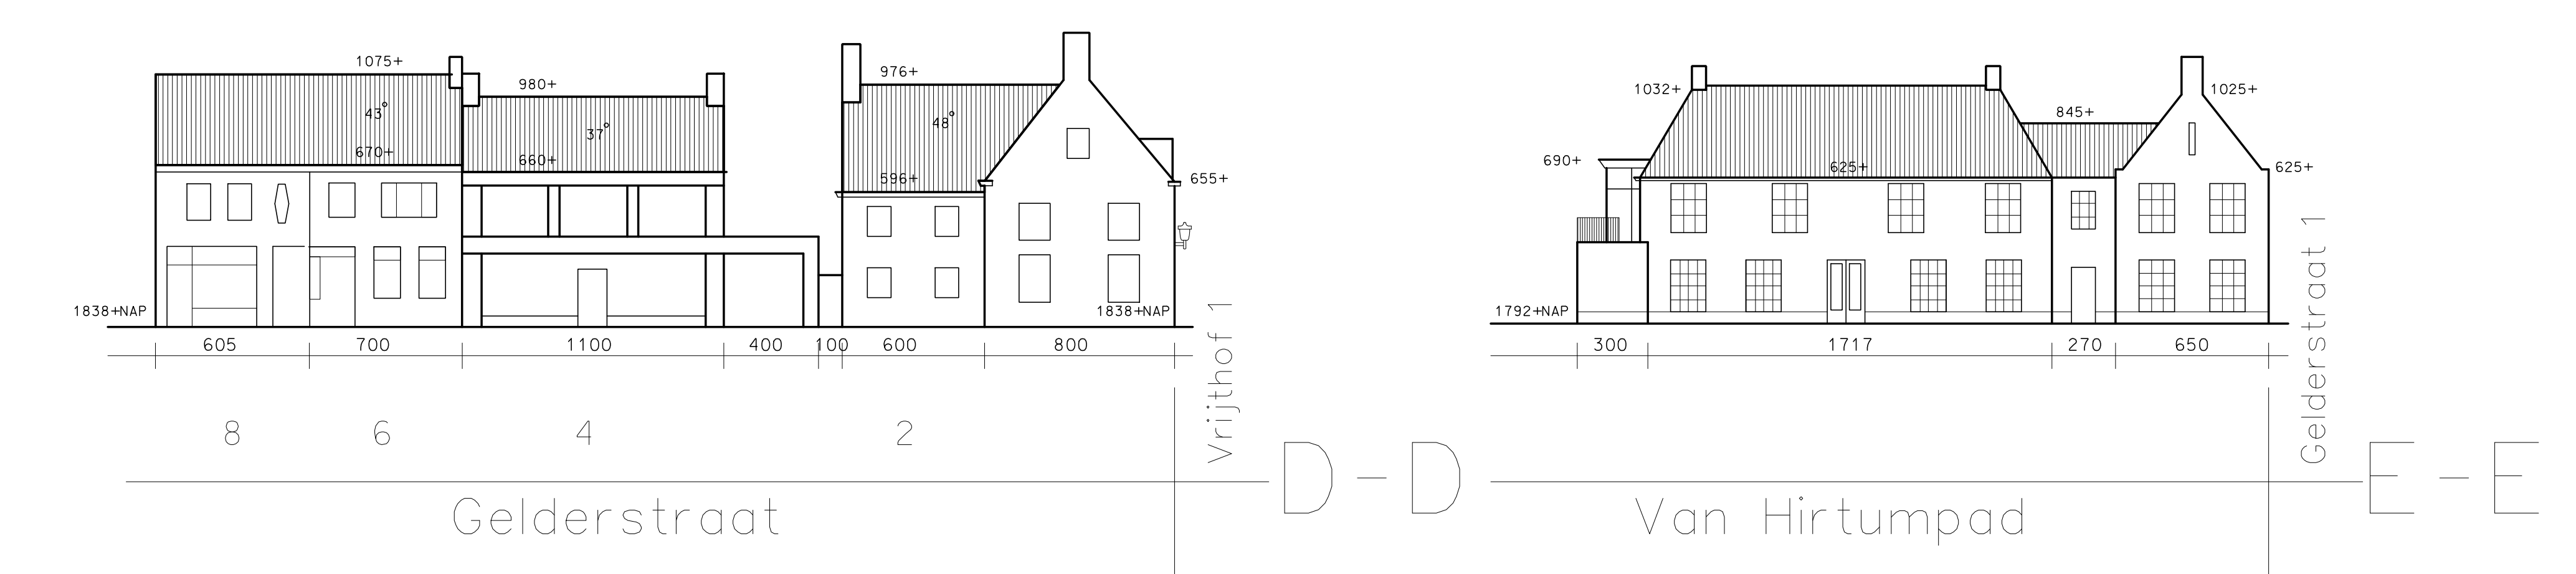 1075+
980+
976+
43°
37°
48°
670+
660+
596+
655+
1838+NAP
1838+NAP
605 700 1100 400 100 600 800
8 6 4 2
Vrijthof 1
Gelderstraat
D-D
1032+
1025+
845+
690+
625+
625+
1792+NAP
300 1717 270 650
Gelderstraat 1
Van Hirtumpad
E-E